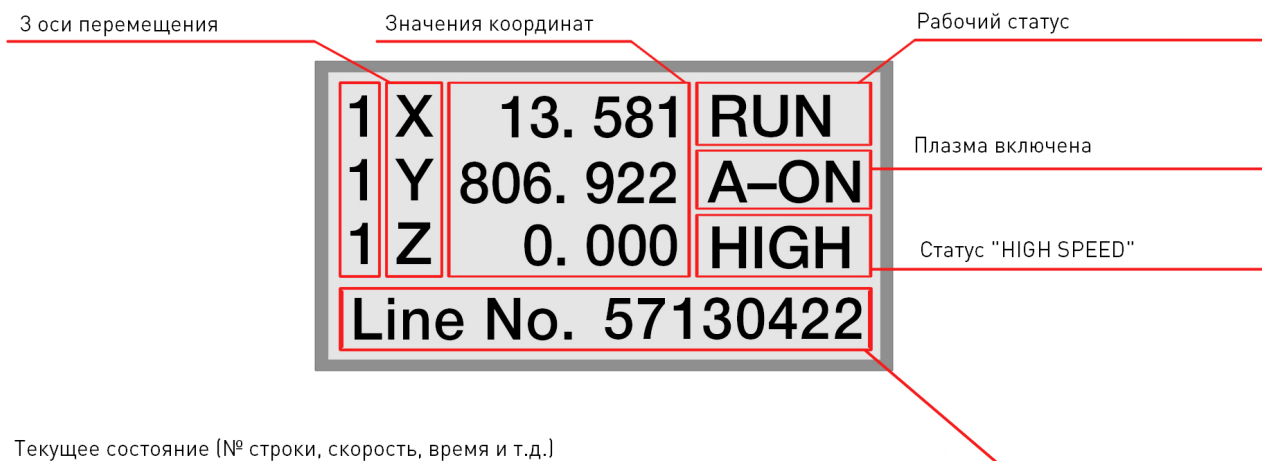 3 оси перемещения
Значения координат
Рабочий статус
1 X 13. 581 RUN
Плазма включена
1 Y 806. 922 A–ON
1 Z 0. 000 HIGH
Статус "HIGH SPEED"
Line No. 57130422
Текущее состояние (№ строки, скорость, время и т.д.)